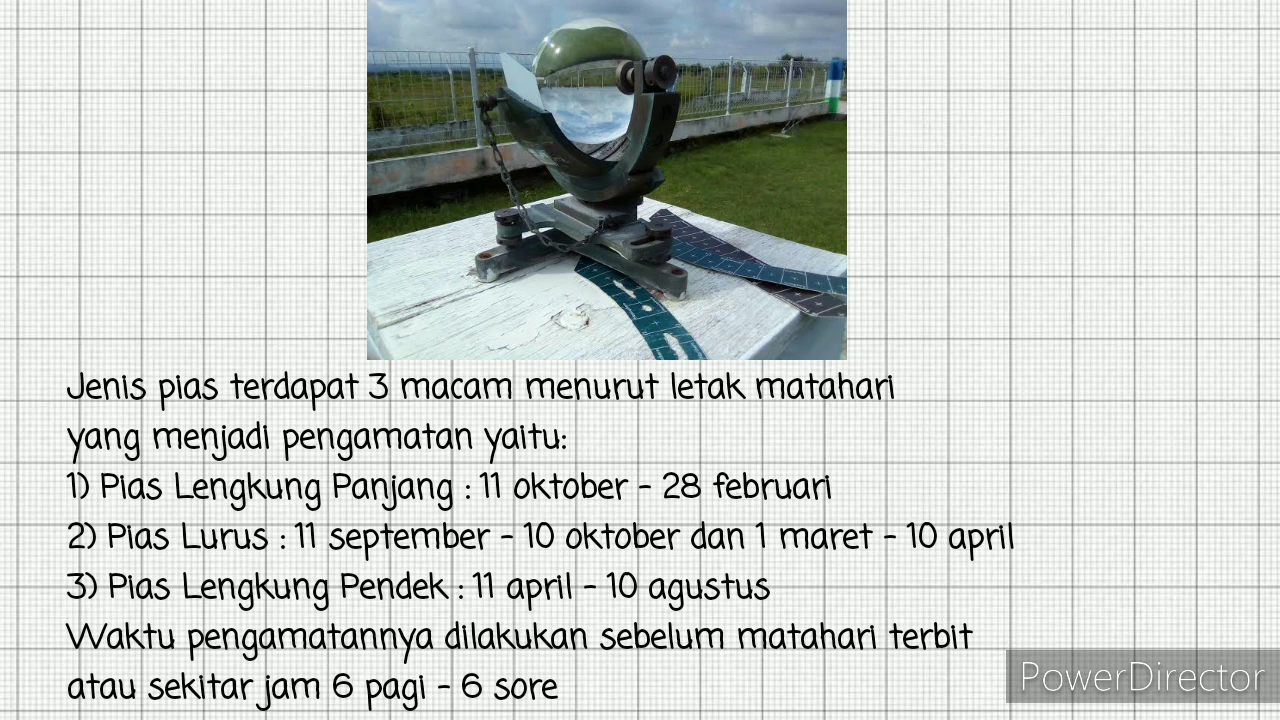 Jenis pias terdapat 3 macam menurut letak matahari
yang menjadi pengamatan yaitu:
1) Pias Lengkung Panjang : 11 oktober - 28 februari
2) Pias Lurus : 11 september - 10 oktober dan 1 maret - 10 april
3) Pias Lengkung Pendek : 11 april - 10 agustus
Waktu pengamatannya dilakukan sebelum matahari terbit
atau sekitar jam 6 pagi - 6 sore
PowerDirector